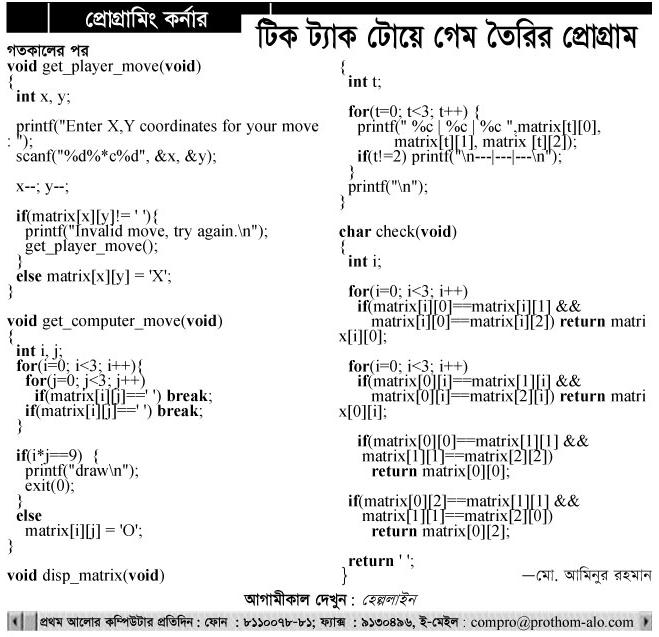 প্রোগ্রামিং কর্নার
টিক ট্যাক টোয়ে গেম তৈরির প্রোগ্রাম
গতকালের পর
void get_player_move(void)
{
int x, y;
printf("Enter X,Y coordinates for your move
: ");
scanf("%d%*c%d", &x, &y);
x--; y--;
if(matrix[x][y]!= ' '){
printf("Invalid move, try again.\n");
get_player_move();
}
else matrix[x][y] = 'X';
}
void get_computer_move(void)
{
int i, j;
for(i=0; i<3; i++){
for(j=0; j<3; j++)
if(matrix[i][j]==' ') break;
if(matrix[i][j]==' ') break;
}
if(i*j==9) {
printf("draw\n");
exit(0);
}
else
matrix[i][j] = 'O';
}
void disp_matrix(void)
{
int t;
for(t=0; t<3; t++) {
printf(" %c | %c | %c ",matrix[t][0],
matrix[t][1], matrix [t][2]);
if(t!=2) printf("\n---|---|---\n");
}
printf("\n");
}
char check(void)
{
int i;
for(i=0; i<3; i++)
if(matrix[i][0]==matrix[i][1] &&
matrix[i][0]==matrix[i][2]) return matri
x[i][0];
for(i=0; i<3; i++)
if(matrix[0][i]==matrix[1][i] &&
matrix[0][i]==matrix[2][i]) return matri
x[0][i];
if(matrix[0][0]==matrix[1][1] &&
matrix[1][1]==matrix[2][2])
return matrix[0][0];
if(matrix[0][2]==matrix[1][1] &&
matrix[1][1]==matrix[2][0])
return matrix[0][2];
return ' ';
}
—মো. আমিনুর রহমান
আগামীকাল দেখুন : হেল্পলাইন
প্রথম আলোর কম্পিউটার প্রতিদিন : ফোন : ৮১১০০৭৮-৮১; ফ্যাক্স : ৯১৩০৪৯৬, ই-মেইল : compro@prothom-alo.com